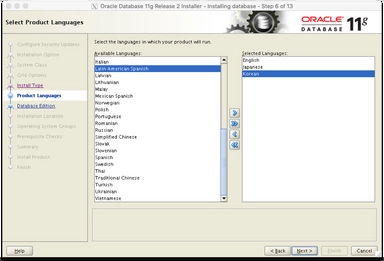 Oracle Database 11g Release 2 Installer - Installing database - Step 6 of 13
Select Product Languages
ORACLE
DATABASE
11g
Configure Security Updates
Installation Option
System Class
Grid Options
Install Type
Product Languages
Database Edition
Installation Location
Operating System Groups
Prerequisite Checks
Summary
Install Product
Finish
Select the languages in which your product will run.
Available Languages:
Italian
Latin American Spanish
Latvian
Lithuanian
Malay
Mexican Spanish
Norwegian
Polish
Portuguese
Romanian
Russian
Simplified Chinese
Slovak
Slovenian
Spanish
Swedish
Thai
Traditional Chinese
Turkish
Ukrainian
Vietnamese
Selected Languages:
English
Japanese
Korean
Help
< Back
Next >
Finish
Cancel